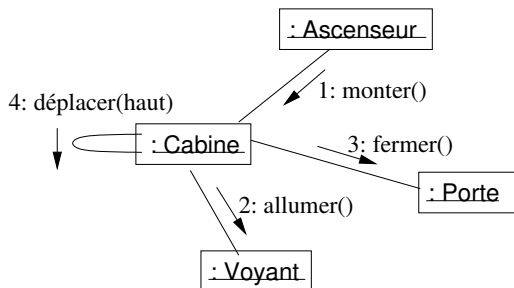 : Ascenseur
1: monter()
4: déplacer(haut)
: Cabine
3: fermer()
: Porte
2: allumer()
: Voyant